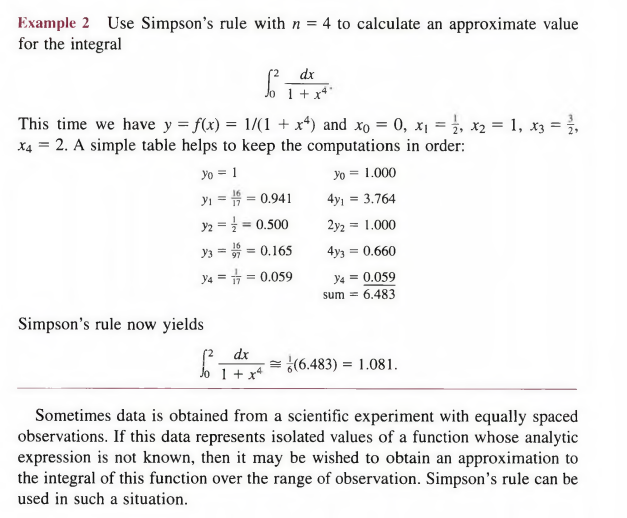 Example 2 Use Simpson's rule with n = 4 to calculate an approximate value
for the integral
∫₀² dx/(1 + x⁴).
This time we have y = f(x) = 1/(1 + x⁴) and x₀ = 0, x₁ = 1/2, x₂ = 1, x₃ = 3/2,
x₄ = 2. A simple table helps to keep the computations in order:
y₀ = 1 y₀ = 1.000
y₁ = 16/17 = 0.941 4y₁ = 3.764
y₂ = 1/2 = 0.500 2y₂ = 1.000
y₃ = 16/97 = 0.165 4y₃ = 0.660
y₄ = 1/17 = 0.059 y₄ = 0.059
sum = 6.483
Simpson's rule now yields
∫₀² dx/(1 + x⁴) ≅ 1/6(6.483) = 1.081.
Sometimes data is obtained from a scientific experiment with equally spaced
observations. If this data represents isolated values of a function whose analytic
expression is not known, then it may be wished to obtain an approximation to
the integral of this function over the range of observation. Simpson's rule can be
used in such a situation.